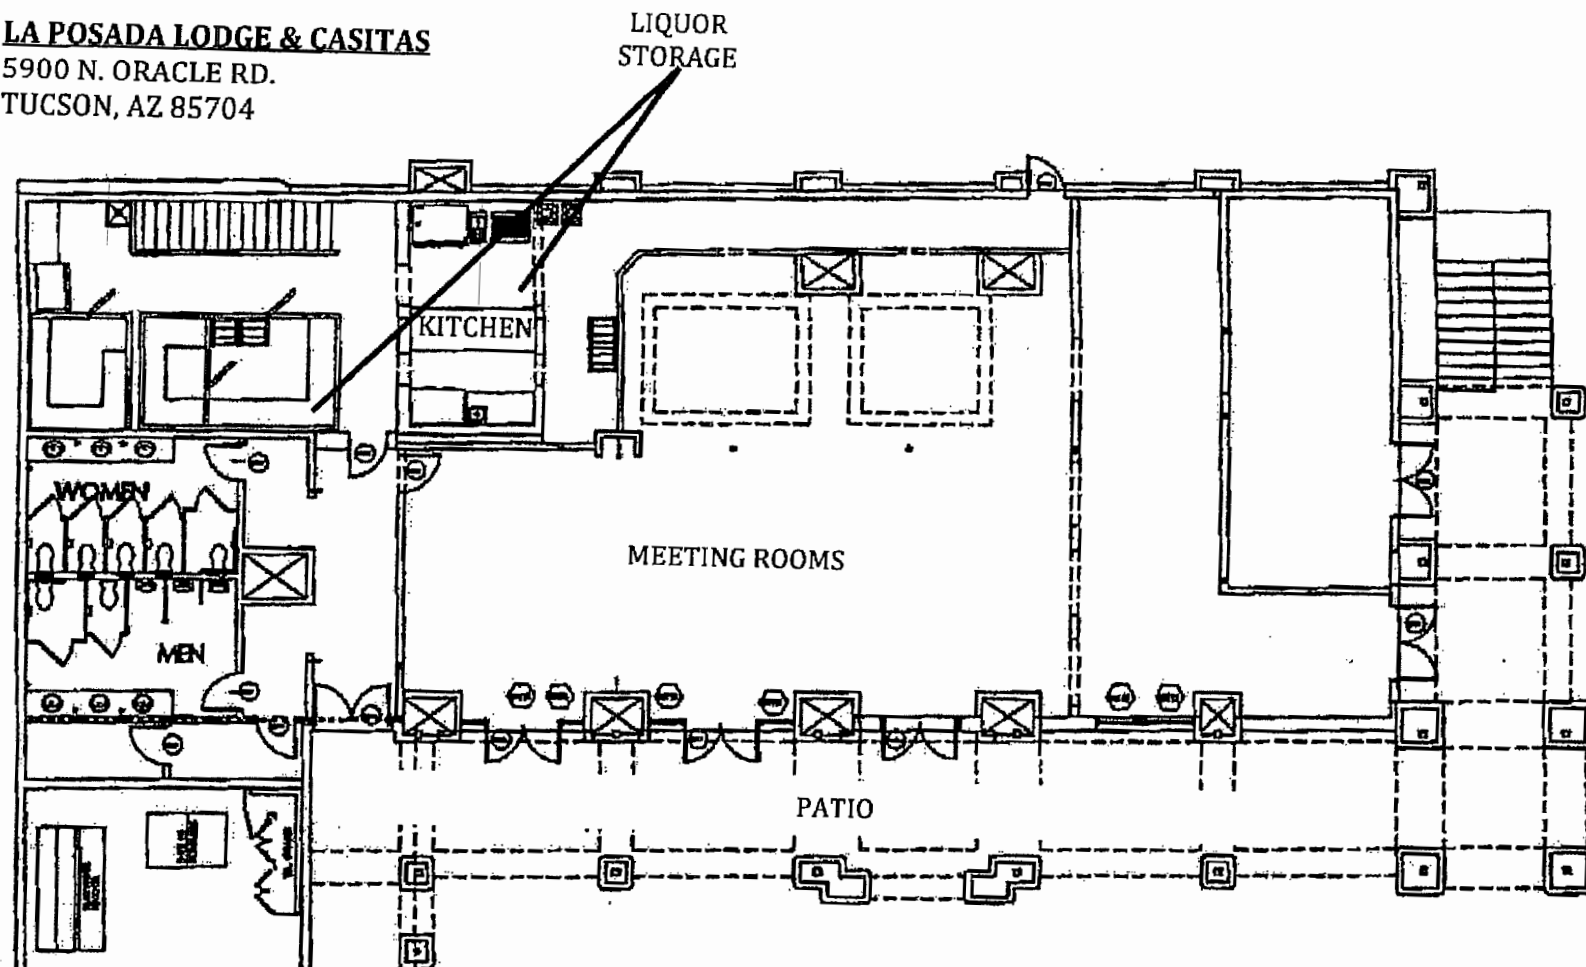 LA POSADA LODGE & CASITAS
5900 N. ORACLE RD.
TUCSON, AZ 85704
LIQUOR
STORAGE
KITCHEN
WOMEN
MEETING ROOMS
MEN
PATIO